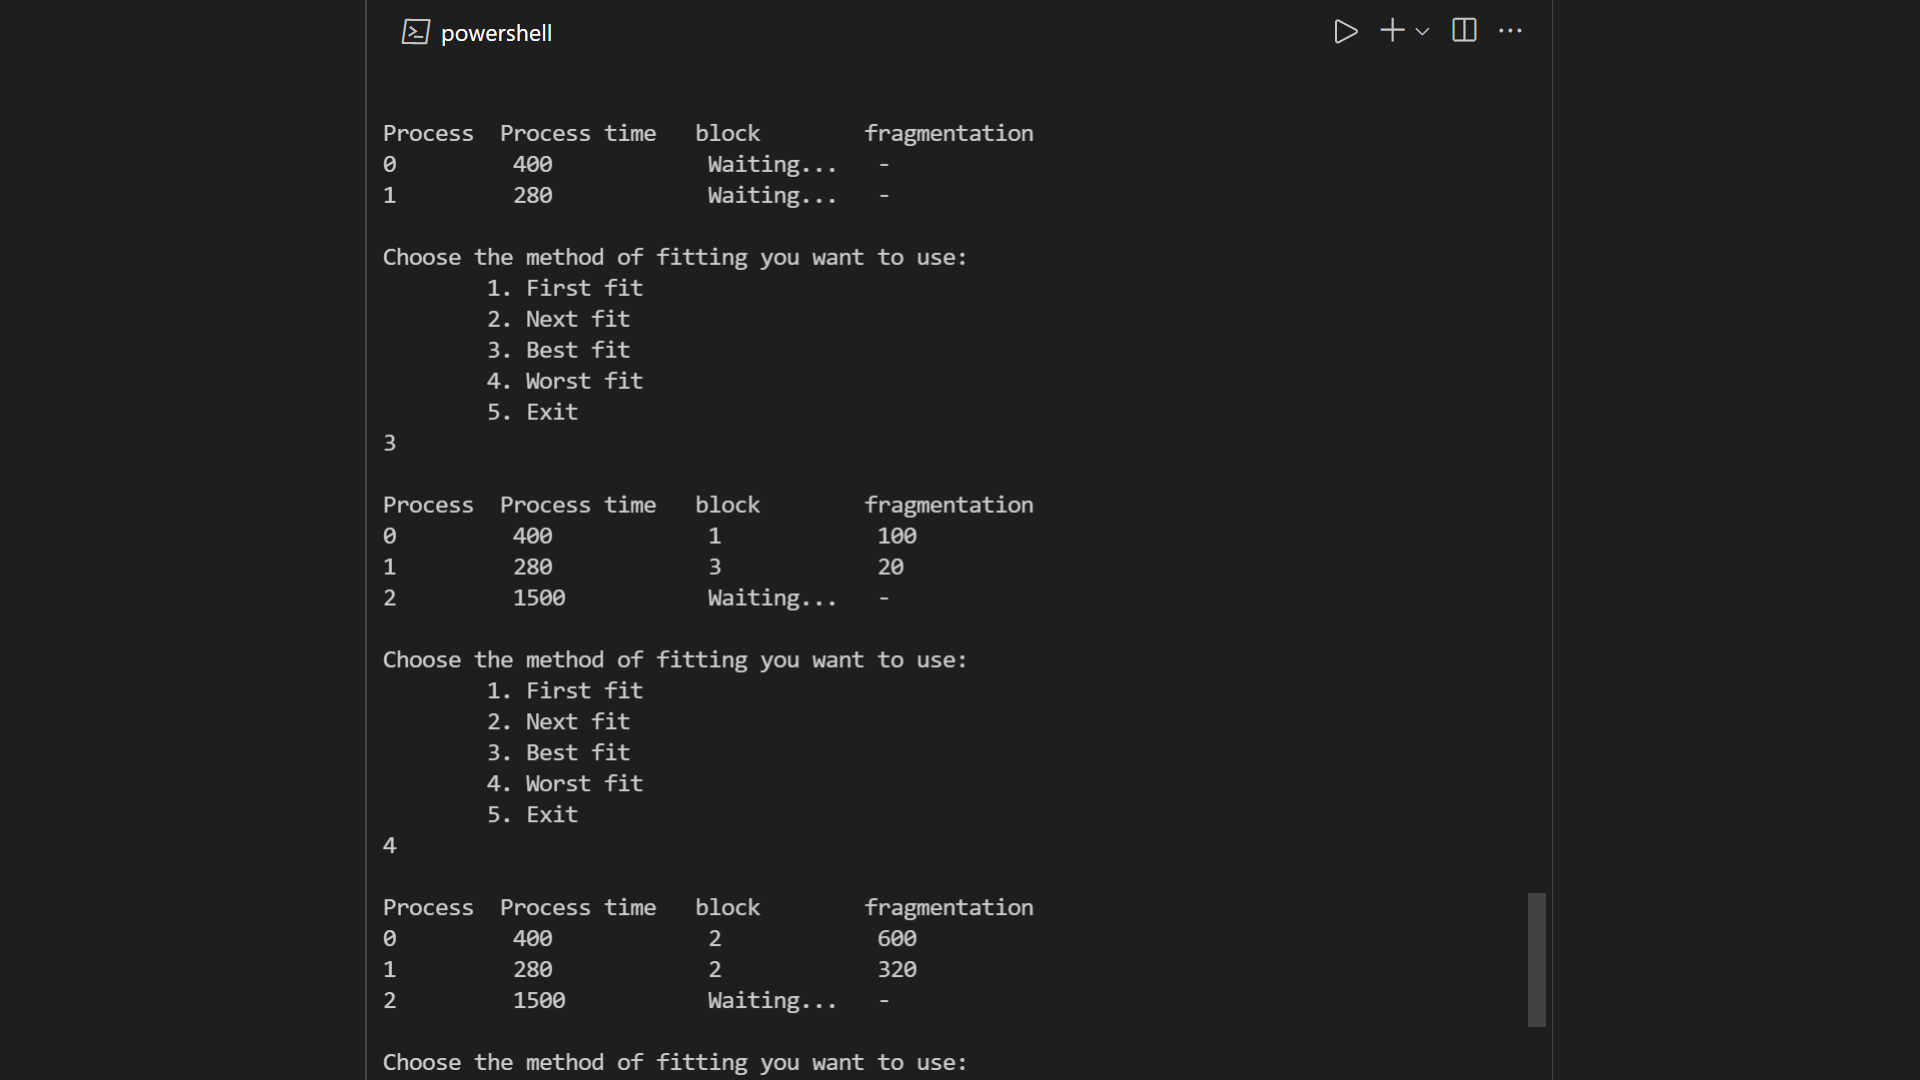 powershell
Process  Process time   block        fragmentation
0         400            Waiting...   -
1         280            Waiting...   -
Choose the method of fitting you want to use:
        1. First fit
        2. Next fit
        3. Best fit
        4. Worst fit
        5. Exit
3
Process  Process time   block        fragmentation
0         400            1            100
1         280            3            20
2         1500           Waiting...   -
Choose the method of fitting you want to use:
        1. First fit
        2. Next fit
        3. Best fit
        4. Worst fit
        5. Exit
4
Process  Process time   block        fragmentation
0         400            2            600
1         280            2            320
2         1500           Waiting...   -
Choose the method of fitting you want to use: